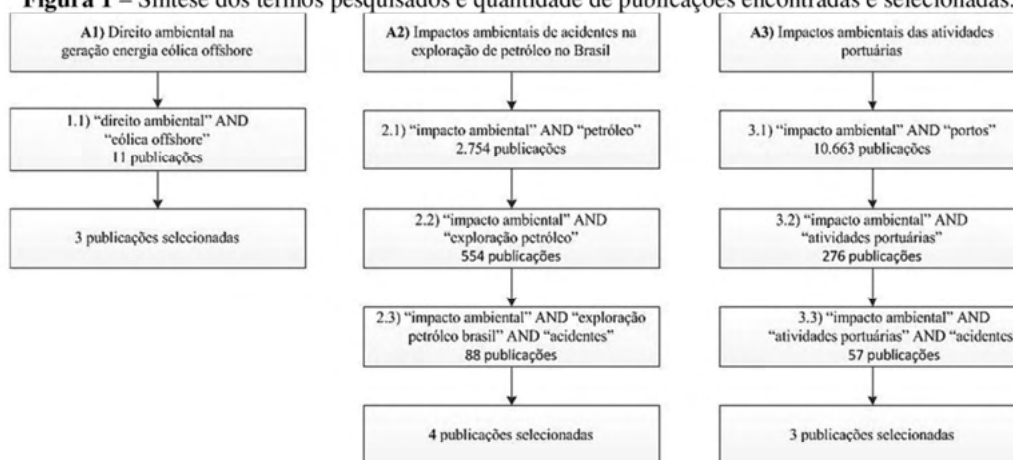 Figura 1 – Síntese dos termos pesquisados e quantidade de publicações encontradas e selecionadas.
A1) Direito ambiental na
geração energia eólica offshore
1.1) “direito ambiental” AND
“eólica offshore”
11 publicações
3 publicações selecionadas
A2) Impactos ambientais de acidentes na
exploração de petróleo no Brasil
2.1) “impacto ambiental” AND “petróleo”
2.754 publicações
2.2) “impacto ambiental” AND
“exploração petróleo”
554 publicações
2.3) “impacto ambiental” AND “exploração
petróleo brasil” AND “acidentes”
88 publicações
4 publicações selecionadas
A3) Impactos ambientais das atividades
portuárias
3.1) “impacto ambiental” AND “portos”
10.663 publicações
3.2) “impacto ambiental” AND
“atividades portuárias”
276 publicações
3.3) “impacto ambiental” AND
“atividades portuárias” AND “acidentes
57 publicações
3 publicações selecionadas